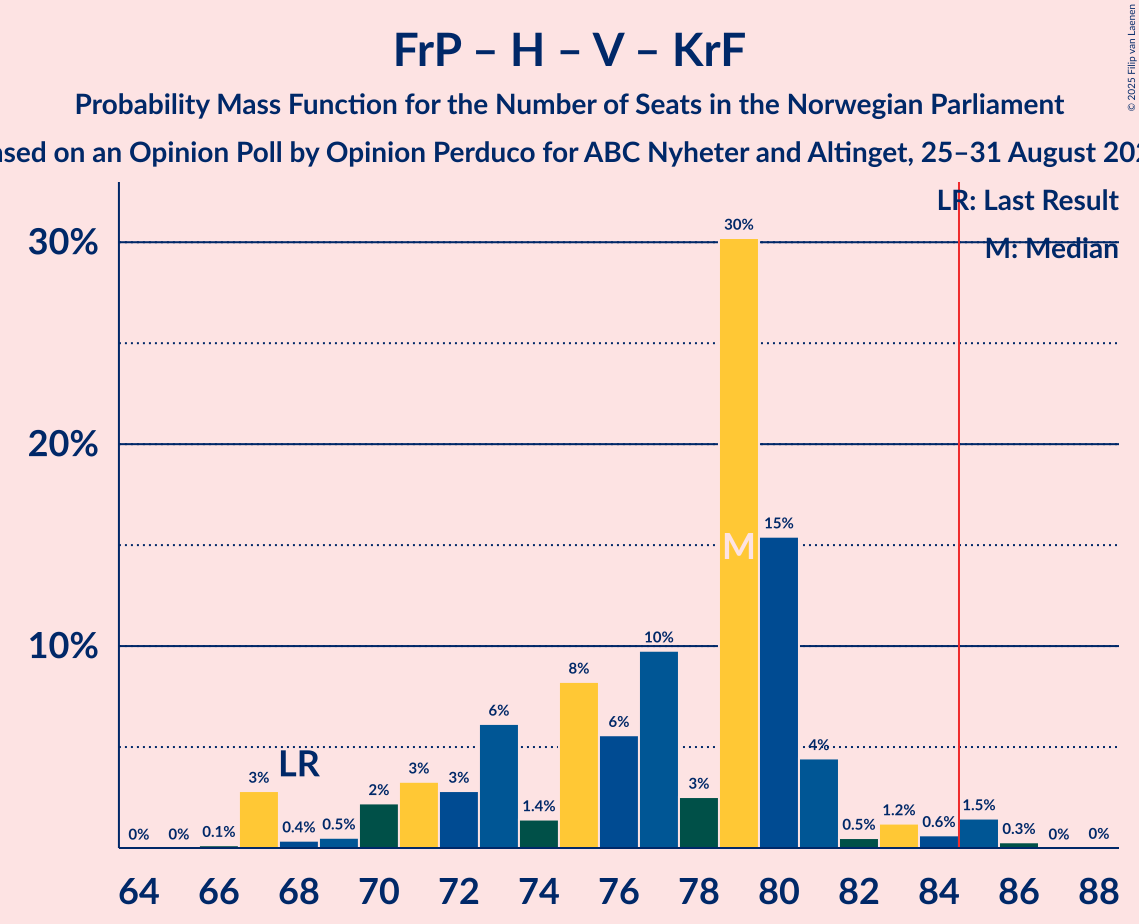 FrP – H – V – KrF
Probability Mass Function for the Number of Seats in the Norwegian Parliament
on an Opinion Poll by Opinion Perduco for ABC Nyheter and Altinget, 25–31 August
© 2025 Filip van Laenen
LR: Last Result
M: Median
30%
20%
10%
0% 0% 0.1% 3% 0.4% 0.5% 2% 3% 3% 6% 1.4% 8% 6% 10% 3% 30% 15% 4% 0.5% 1.2% 0.6% 1.5% 0.3% 0% 0%
LR
M
64 66 68 70 72 74 76 78 80 82 84 86 88